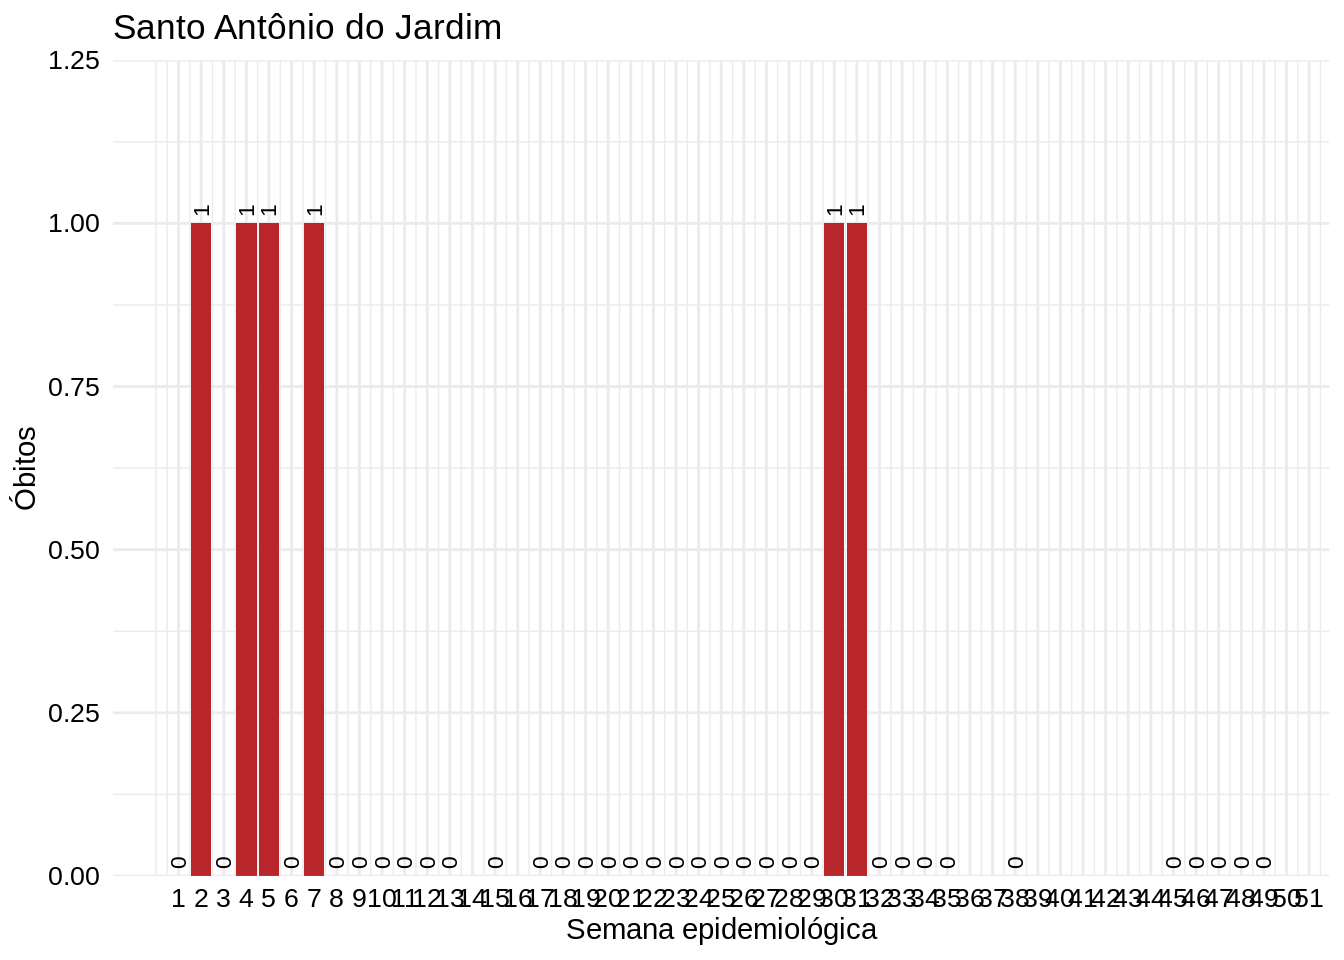 Santo Antônio do Jardim
1.25
1.00
0.75
0.50
0.25
0.00
Óbitos
0 1 0 1 1 0 1 0 0 0 0 0 0 0 0 0 0 0 0 0 0 0 0 0 0 0 0 1 1 0 0 0 0 0 0 0 0 0 0
1 2 3 4 5 6 7 8 9 10 11 12 13 14 15 16 17 18 19 20 21 22 23 24 25 26 27 28 29 30 31 32 33 34 35 36 37 38 39 40 41 42 43 44 45 46 47 48 49 50 51
Semana epidemiológica